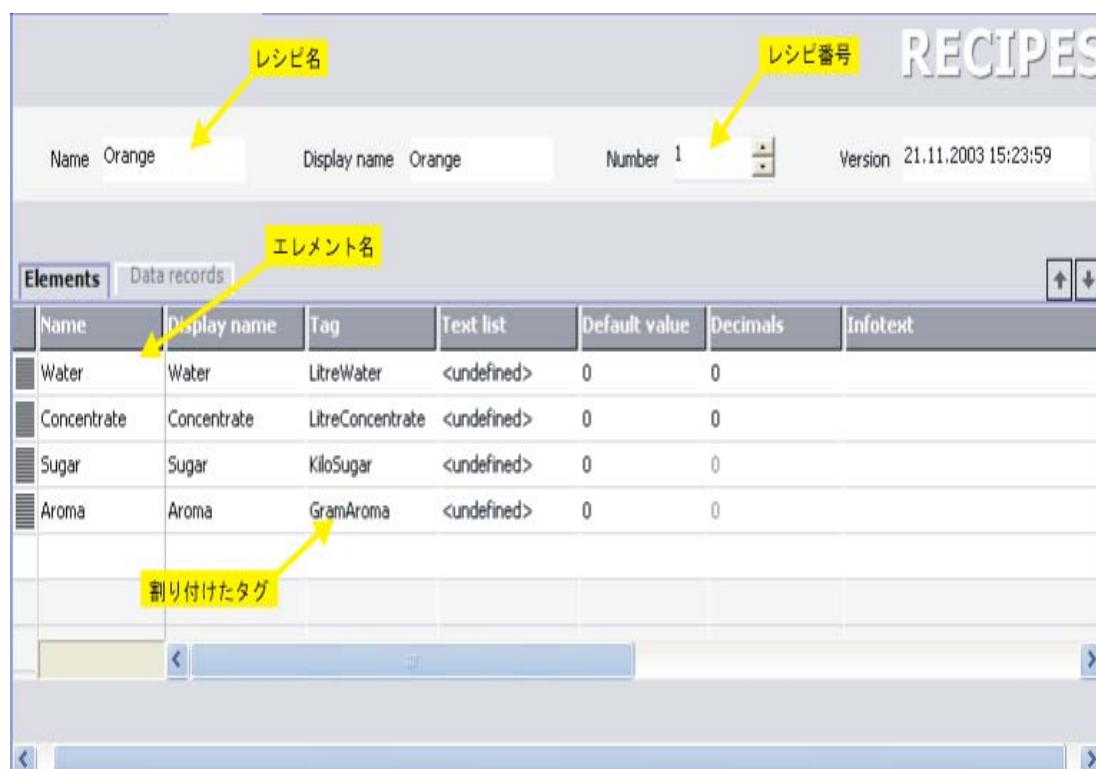 レシピ名
レシピ番号
RECIPES
Name Orange Display name Orange Number 1 Version 21.11.2003 15:23:59
エレメント名
Elements Data records
Name Display name Tag Text list Default value Decimals Infotext
Water Water LitreWater <undefined> 0 0
Concentrate Concentrate LitreConcentrate <undefined> 0 0
Sugar Sugar KiloSugar <undefined> 0 0
Aroma Aroma GramAroma <undefined> 0 0
割り付けたタグ